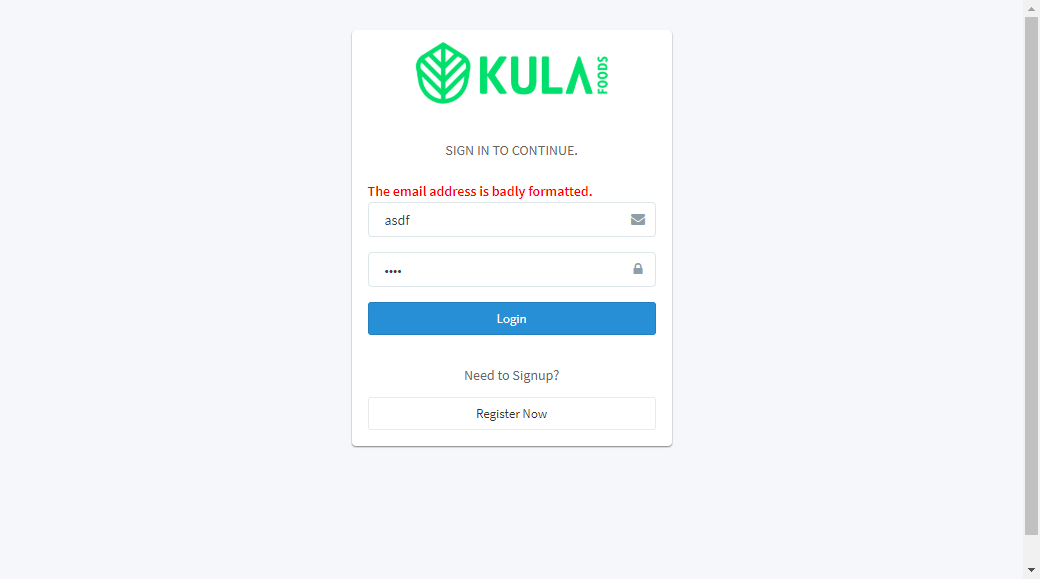 KULA FOODS
SIGN IN TO CONTINUE.
The email address is badly formatted.
asdf
••••
Login
Need to Signup?
Register Now